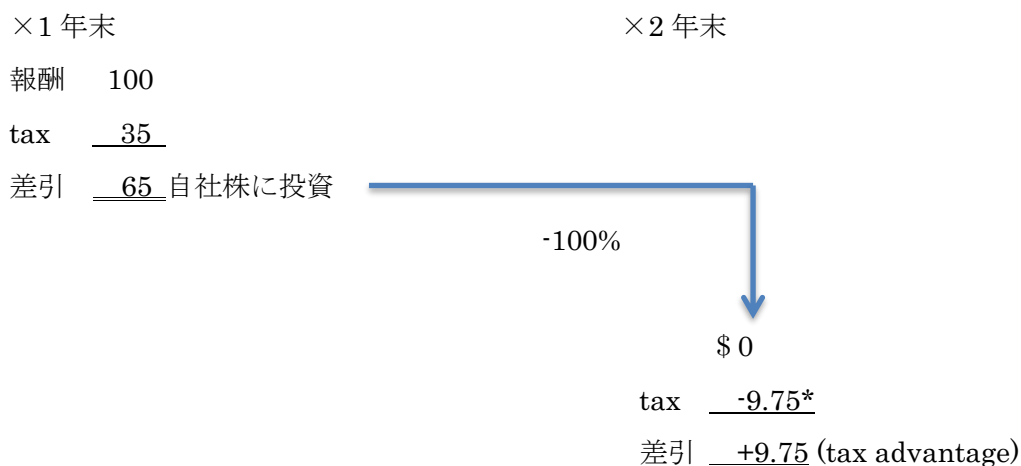 ×1 年末 ×2 年末
報酬 100
tax 35
差引 65 自社株に投資
-100%
$ 0
tax -9.75*
差引 +9.75 (tax advantage)